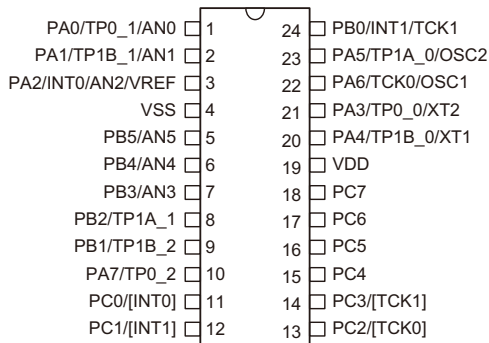 PA0/TP0_1/AN0 1 24 PB0/INT1/TCK1
PA1/TP1B_1/AN1 2 23 PA5/TP1A_0/OSC2
PA2/INT0/AN2/VREF 3 22 PA6/TCK0/OSC1
VSS 4 21 PA3/TP0_0/XT2
PB5/AN5 5 20 PA4/TP1B_0/XT1
PB4/AN4 6 19 VDD
PB3/AN3 7 18 PC7
PB2/TP1A_1 8 17 PC6
PB1/TP1B_2 9 16 PC5
PA7/TP0_2 10 15 PC4
PC0/[INT0] 11 14 PC3/[TCK1]
PC1/[INT1] 12 13 PC2/[TCK0]